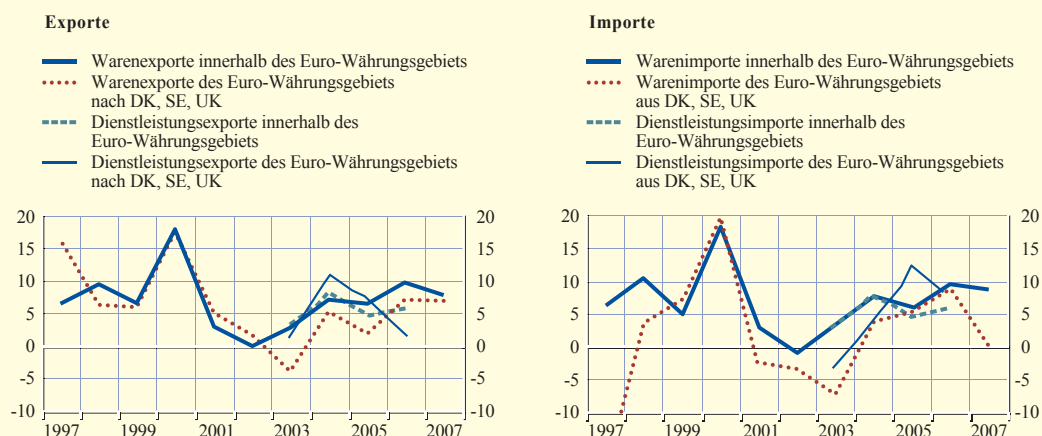 Exporte
Warenexporte innerhalb des Euro-Währungsgebiets
Warenexporte des Euro-Währungsgebiets
nach DK, SE, UK
Dienstleistungsexporte innerhalb des
Euro-Währungsgebiets
Dienstleistungsexporte des Euro-Währungsgebiets
nach DK, SE, UK
20 20
15 15
10 10
5 5
0 0
-5 -5
-10 -10
1997 1999 2001 2003 2005 2007
Importe
Warenimporte innerhalb des Euro-Währungsgebiets
Warenimporte des Euro-Währungsgebiets
aus DK, SE, UK
Dienstleistungsimporte innerhalb des
Euro-Währungsgebiets
Dienstleistungsimporte des Euro-Währungsgebiets
aus DK, SE, UK
20 20
15 15
10 10
5 5
0 0
-5 -5
-10 -10
1997 1999 2001 2003 2005 2007